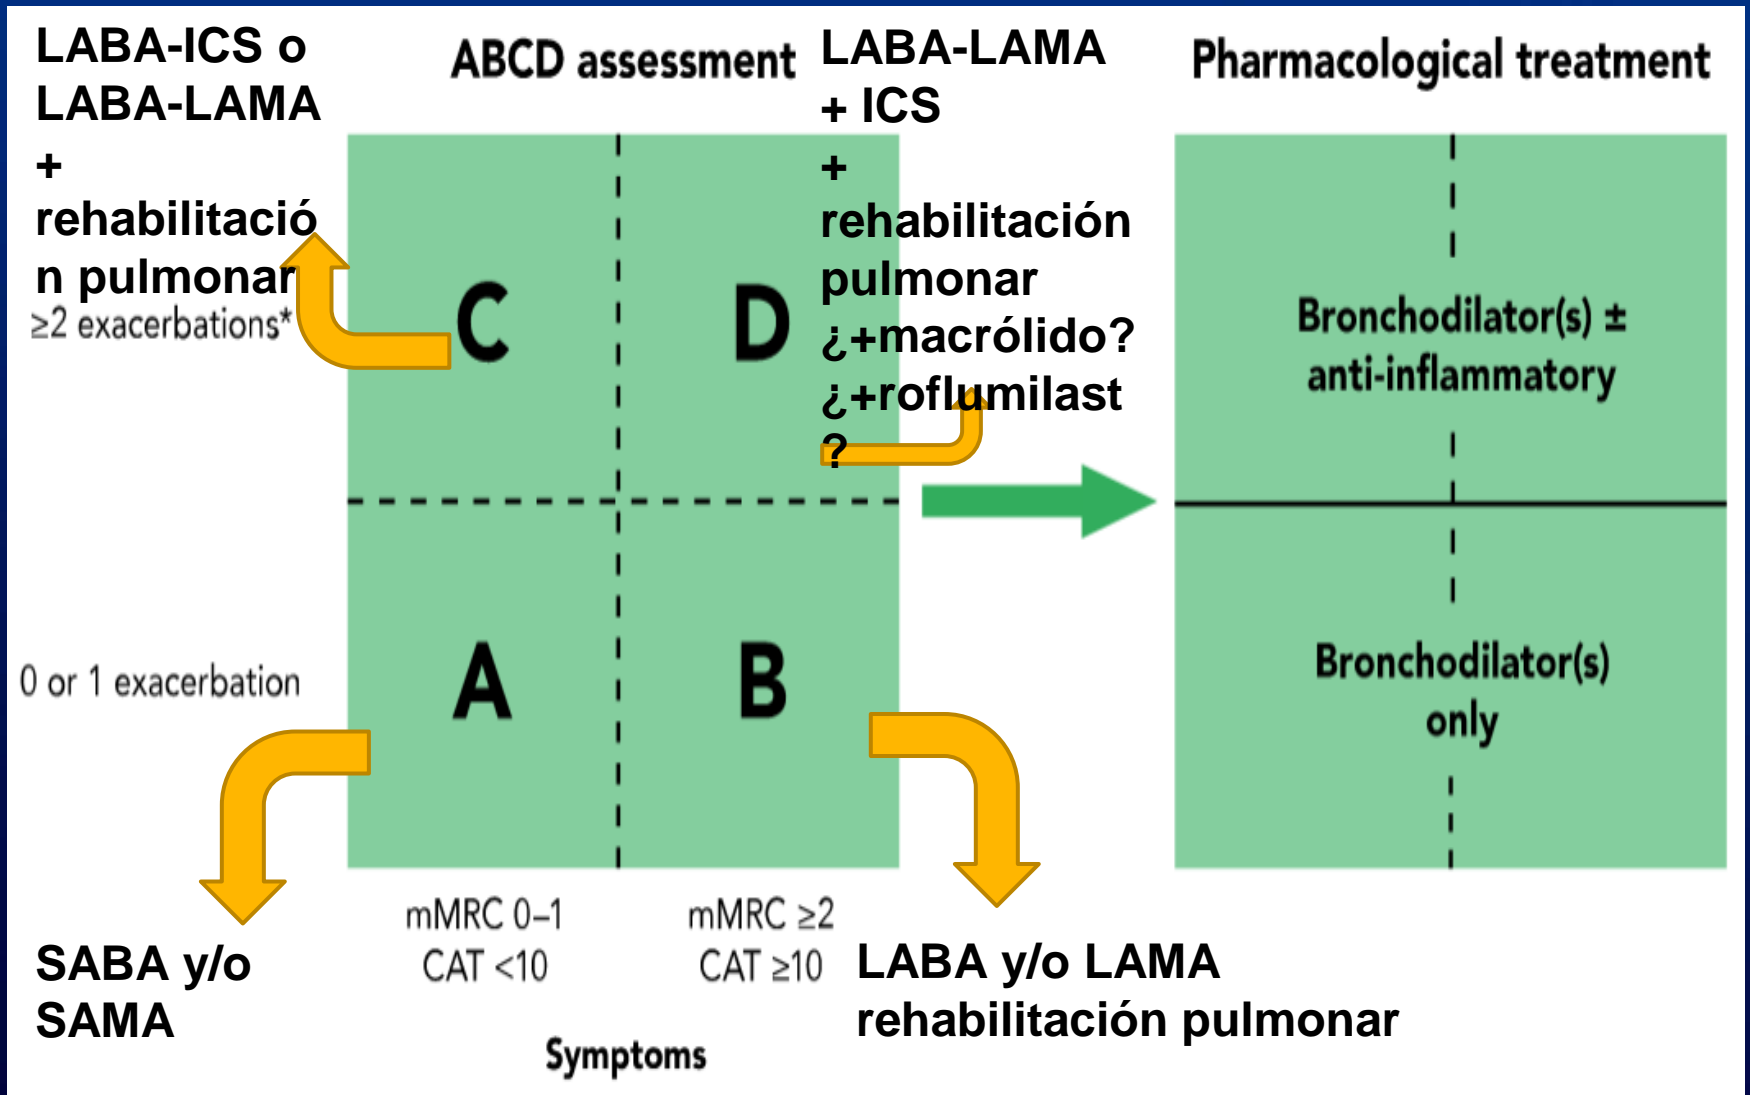 LABA-ICS o
LABA-LAMA
+
rehabilitació
n pulmonar
ABCD assessment
LABA-LAMA
+ ICS
+
rehabilitación
pulmonar
¿+macrólido?
¿+roflumilast
?
Pharmacological treatment
≥2 exacerbations*
C
D
Bronchodilator(s) ±
anti-inflammatory
0 or 1 exacerbation
A
B
Bronchodilator(s)
only
mMRC 0–1
CAT <10
mMRC ≥2
CAT ≥10
SABA y/o
SAMA
LABA y/o LAMA
rehabilitación pulmonar
Symptoms